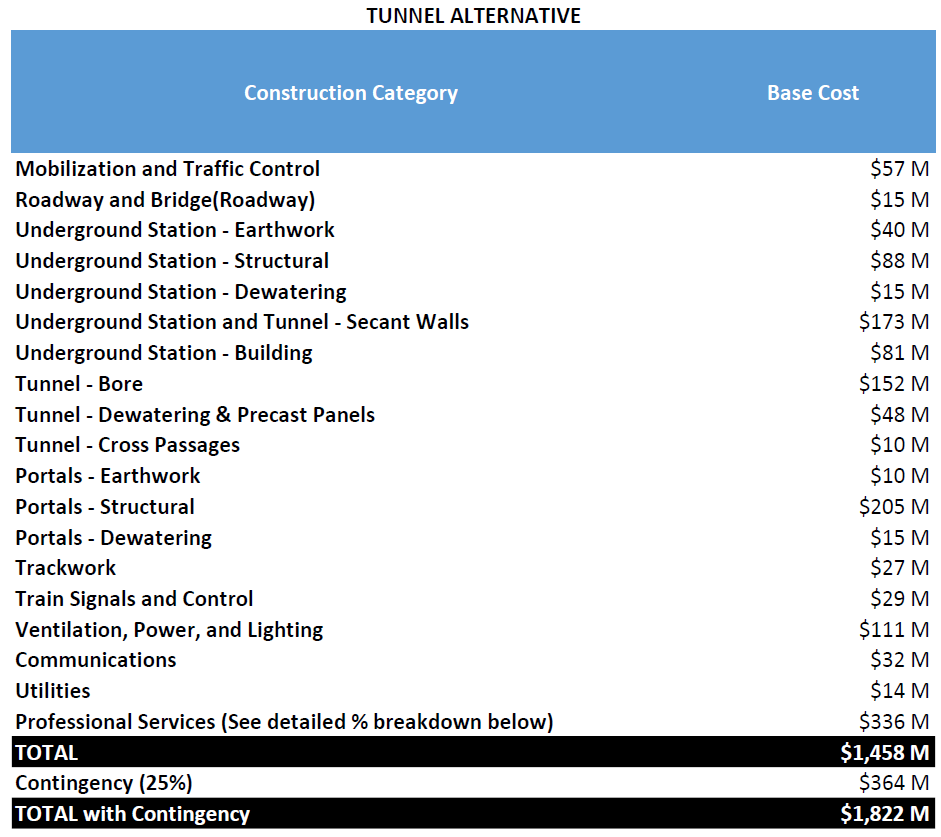 TUNNEL ALTERNATIVE
Construction Category Base Cost
Mobilization and Traffic Control $57 M
Roadway and Bridge(Roadway) $15 M
Underground Station - Earthwork $40 M
Underground Station - Structural $88 M
Underground Station - Dewatering $15 M
Underground Station and Tunnel - Secant Walls $173 M
Underground Station - Building $81 M
Tunnel - Bore $152 M
Tunnel - Dewatering & Precast Panels $48 M
Tunnel - Cross Passages $10 M
Portals - Earthwork $10 M
Portals - Structural $205 M
Portals - Dewatering $15 M
Trackwork $27 M
Train Signals and Control $29 M
Ventilation, Power, and Lighting $111 M
Communications $32 M
Utilities $14 M
Professional Services (See detailed % breakdown below) $336 M
TOTAL $1,458 M
Contingency (25%) $364 M
TOTAL with Contingency $1,822 M